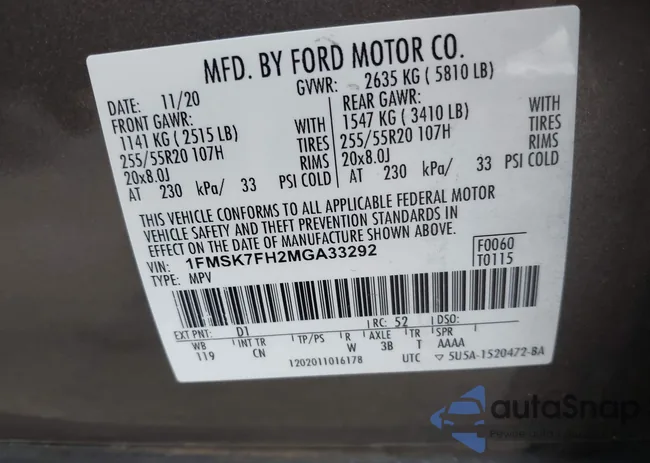 MFD. BY FORD MOTOR CO.
DATE: 11/20 GVWR: 2635 KG ( 5810 LB)
FRONT GAWR: REAR GAWR:
1141 KG ( 2515 LB) WITH 1547 KG ( 3410 LB) WITH
255/55R20 107H TIRES 255/55R20 107H TIRES
20x8.0J RIMS 20x8.0J RIMS
AT 230 kPa/ 33 PSI COLD AT 230 kPa/ 33 PSI COLD
THIS VEHICLE CONFORMS TO ALL APPLICABLE FEDERAL MOTOR
VEHICLE SAFETY AND THEFT PREVENTION STANDARDS IN
EFFECT ON THE DATE OF MANUFACTURE SHOWN ABOVE.
VIN: 1FMSK7FH2MGA33292 F0060
TYPE: MPV T0115
EXT PNT: D1 RC: 52 DSO:
WB INT TR TP/PS R AXLE TR SPR
119 CN W 3B T AAAA
1202011016178 UTC ▽ 5U5A-1520472-BA
autoSnap